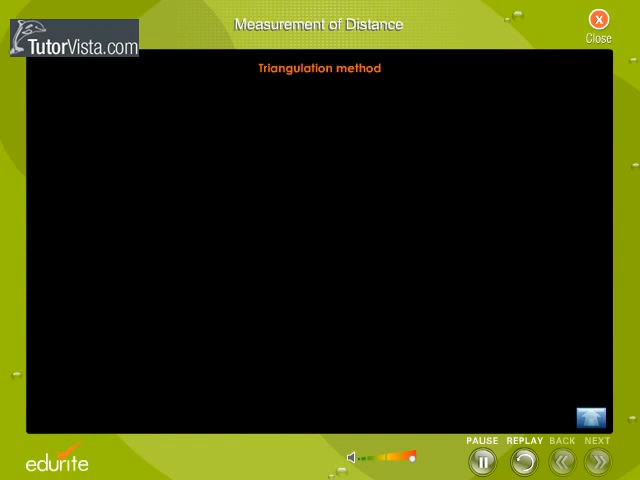 Measurement of Distance
Close
TutorVista.com
Triangulation method
PAUSE REPLAY BACK NEXT
edurite